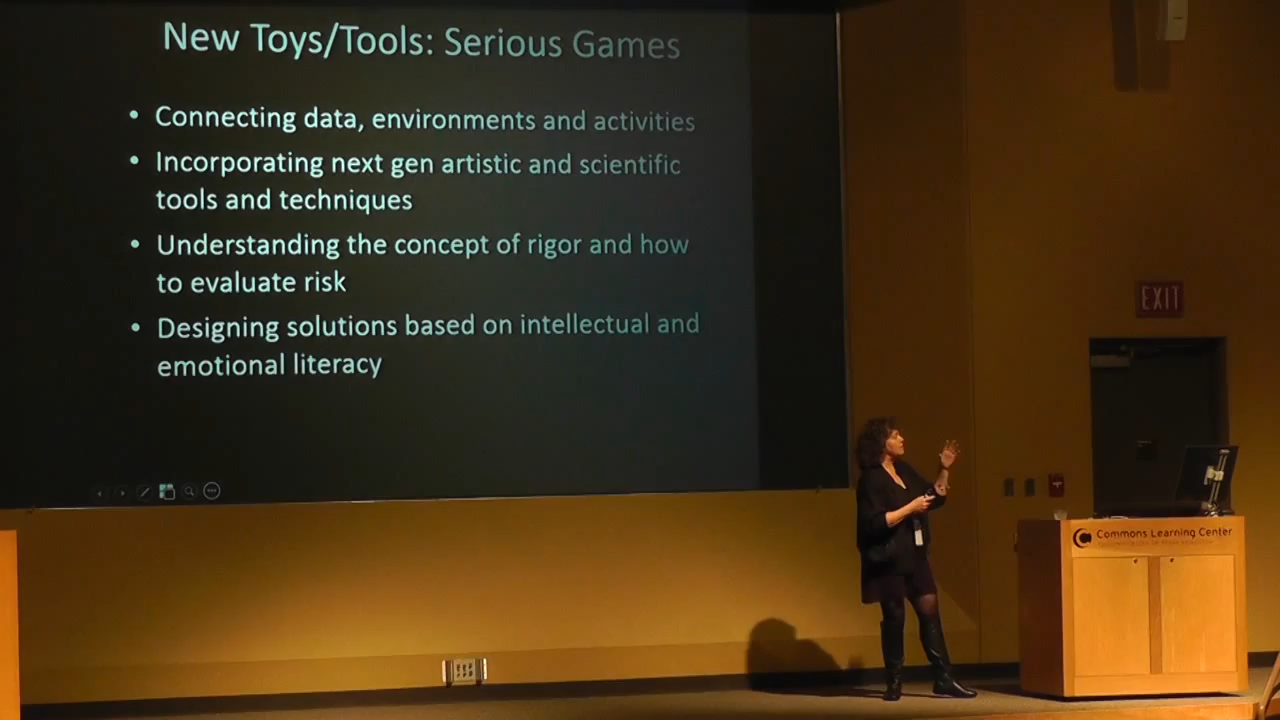 New Toys/Tools: Serious Games
• Connecting data, environments and activities
• Incorporating next gen artistic and scientific
tools and techniques
• Understanding the concept of rigor and how
to evaluate risk
• Designing solutions based on intellectual and
emotional literacy
EXIT
Commons Learning Center